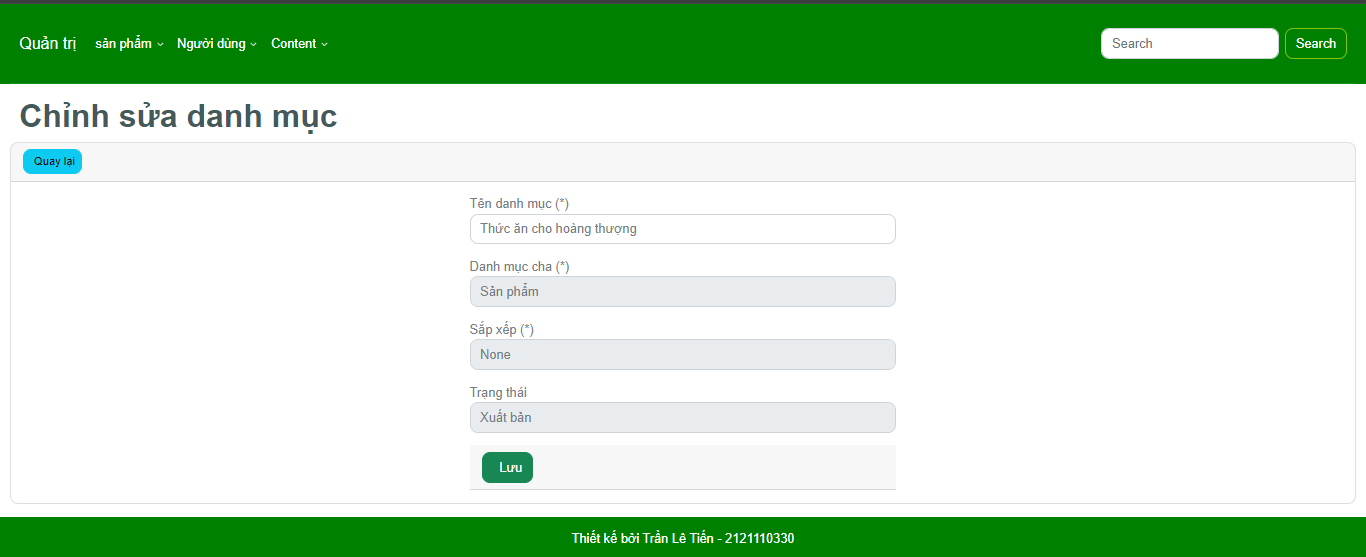 Quản trị sản phẩm Người dùng Content Search Search
Chỉnh sửa danh mục
Quay lại
Tên danh mục (*)
Thức ăn cho hoàng thượng
Danh mục cha (*)
Sản phẩm
Sắp xếp (*)
None
Trạng thái
Xuất bản
Lưu
Thiết kế bởi Trần Lê Tiến - 2121110330